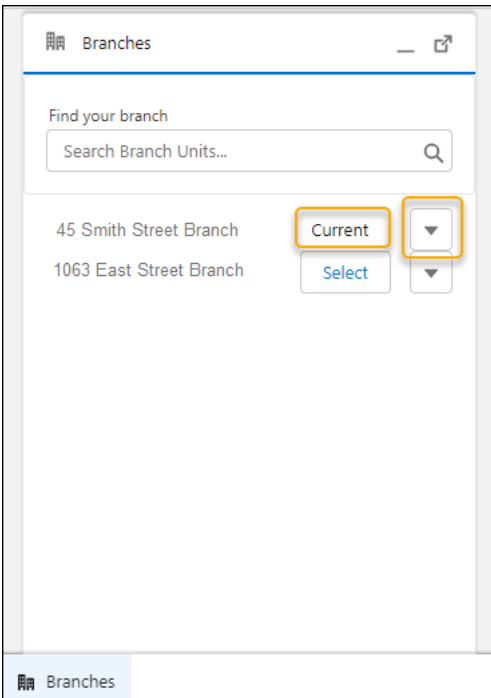 Branches
Find your branch
Search Branch Units...
45 Smith Street Branch Current
1063 East Street Branch Select
Branches